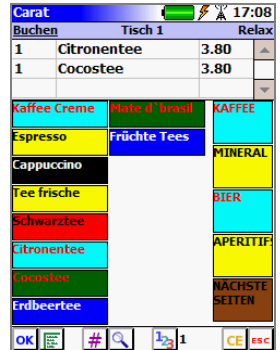 Carat 17:08
Buchen Tisch 1 Relax
1 Citronentee 3.80
1 Cocostee 3.80
Kaffee Creme Mate d`brasil KAFFEE
Espresso Früchte Tees
MINERAL
Cappuccino
Tee frische
BIER
Schwarztee
Citronentee APERITIF
Cocostee
NÄCHSTE
SEITEN
Erdbeertee
OK # 123 1 CE ESC